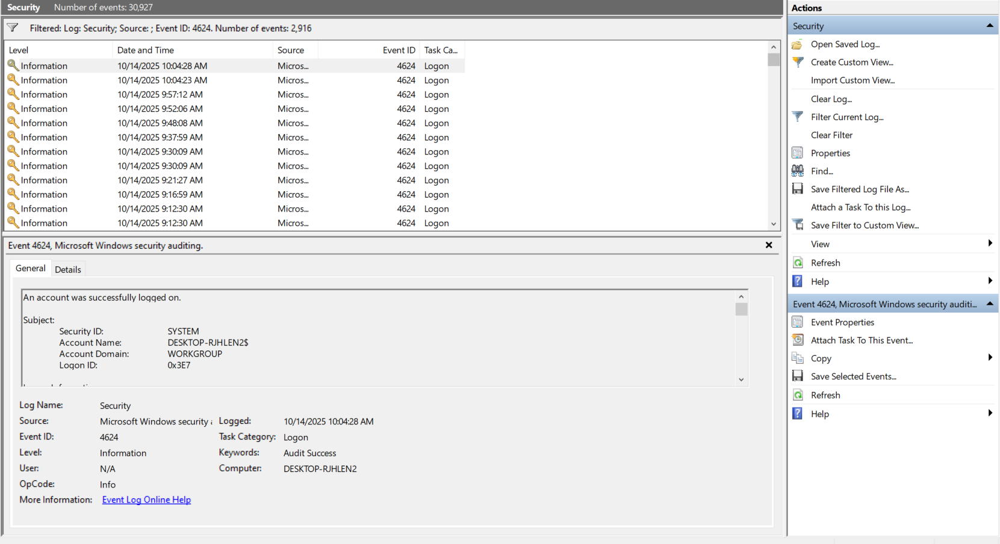 Security Number of events: 30,927
Filtered: Log: Security; Source: ; Event ID: 4624. Number of events: 2,916
Level Date and Time Source Event ID Task Ca...
Information 10/14/2025 10:04:28 AM Micros... 4624 Logon
Information 10/14/2025 10:04:23 AM Micros... 4624 Logon
Information 10/14/2025 9:57:12 AM Micros... 4624 Logon
Information 10/14/2025 9:52:06 AM Micros... 4624 Logon
Information 10/14/2025 9:48:08 AM Micros... 4624 Logon
Information 10/14/2025 9:37:59 AM Micros... 4624 Logon
Information 10/14/2025 9:30:09 AM Micros... 4624 Logon
Information 10/14/2025 9:30:09 AM Micros... 4624 Logon
Information 10/14/2025 9:21:27 AM Micros... 4624 Logon
Information 10/14/2025 9:16:59 AM Micros... 4624 Logon
Information 10/14/2025 9:12:30 AM Micros... 4624 Logon
Information 10/14/2025 9:12:30 AM Micros... 4624 Logon
Event 4624, Microsoft Windows security auditing.
General Details
An account was successfully logged on.
Subject:
Security ID: SYSTEM
Account Name: DESKTOP-RJHLEN2$
Account Domain: WORKGROUP
Logon ID: 0x3E7
Log Name: Security
Source: Microsoft Windows security Logged: 10/14/2025 10:04:28 AM
Event ID: 4624 Task Category: Logon
Level: Information Keywords: Audit Success
User: N/A Computer: DESKTOP-RJHLEN2
OpCode: Info
More Information: Event Log Online Help
Actions
Security
Open Saved Log...
Create Custom View...
Import Custom View...
Clear Log...
Filter Current Log...
Clear Filter
Properties
Find...
Save Filtered Log File As...
Attach a Task To this Log...
Save Filter to Custom View...
View
Refresh
Help
Event 4624, Microsoft Windows security auditi...
Event Properties
Attach Task To This Event...
Copy
Save Selected Events...
Refresh
Help